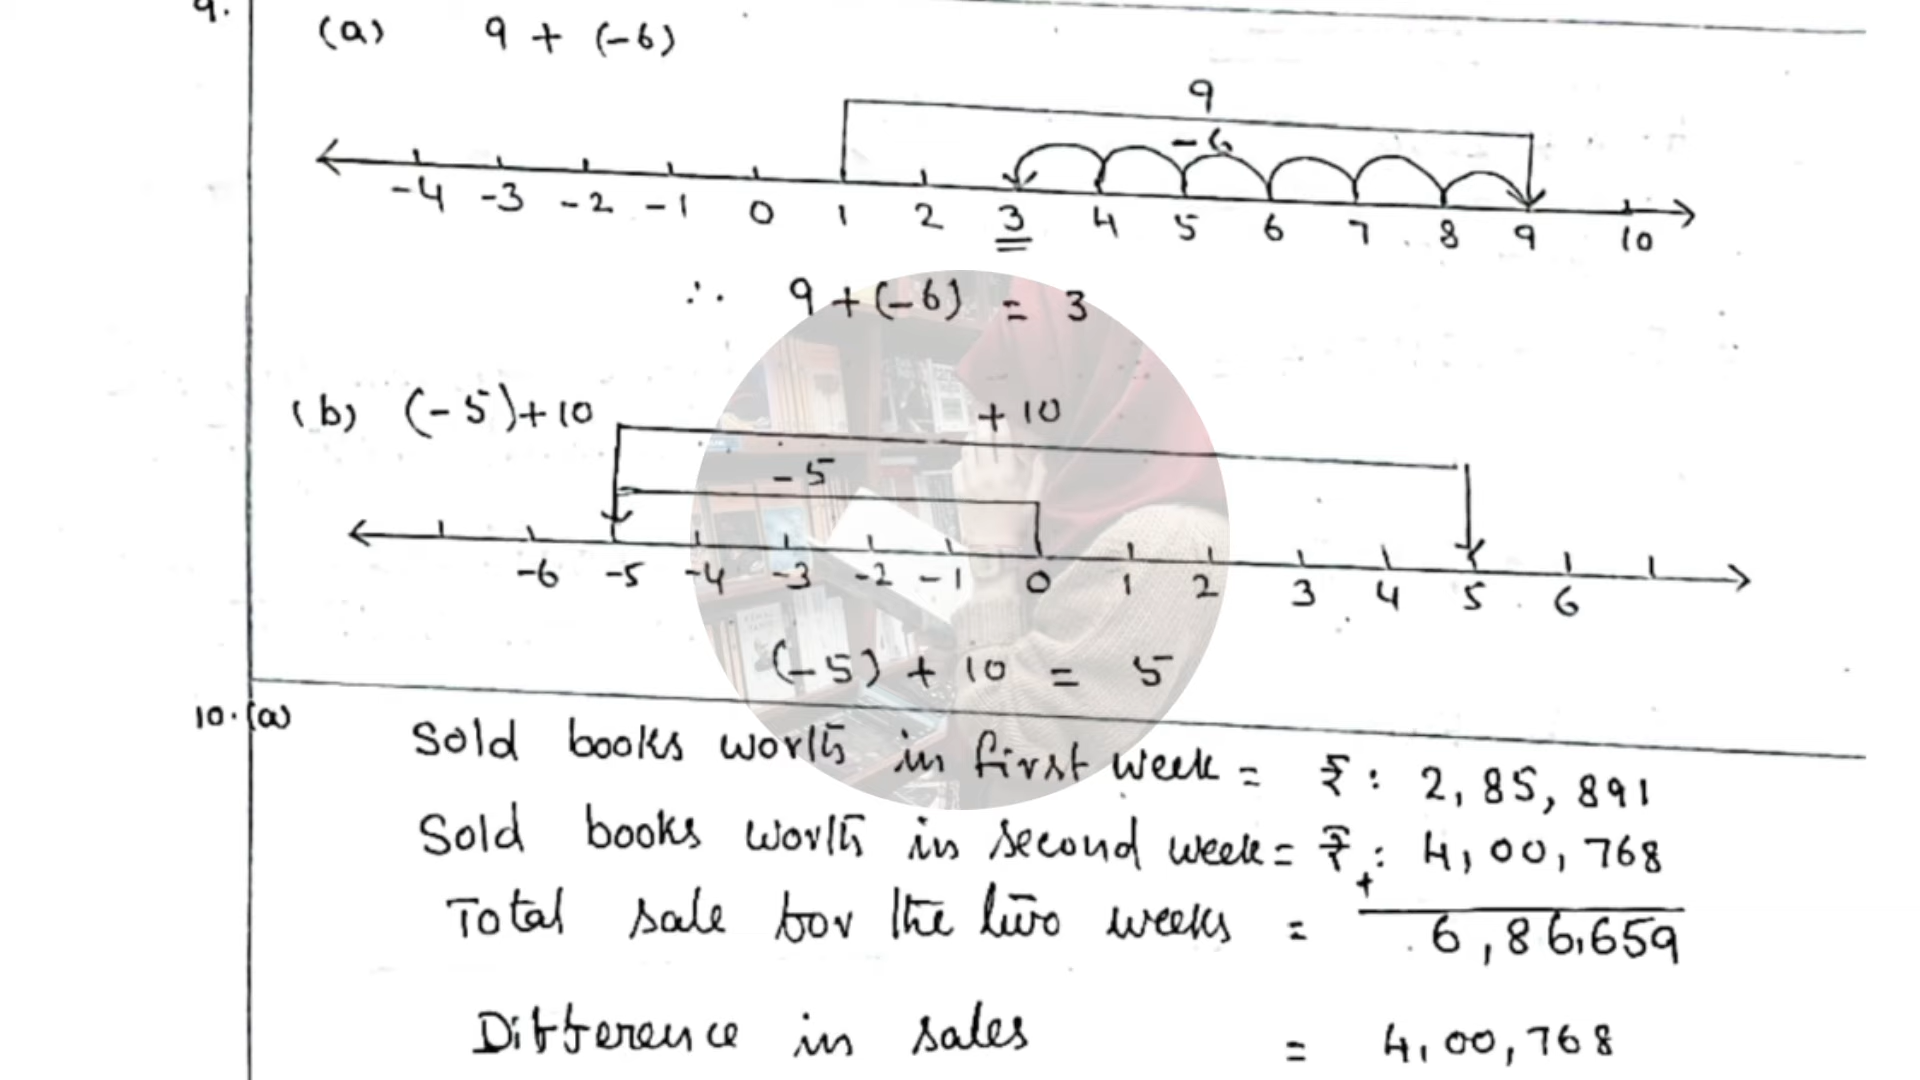 9.
(a) 9 + (-6)
9
-6
-4 -3 -2 -1 0 1 2 3 4 5 6 7 8 9 10
∴ 9 + (-6) = 3
(b) (-5)+10
+10
-5
-6 -5 -4 -3 -2 -1 0 1 2 3 4 5 6
(-5) + 10 = 5
10.(a)
Sold books worth in first week = ₹: 2,85,891
Sold books worth in second week = ₹: 4,00,768
+
Total sale for the two weeks = 6,86,659
Difference in sales = 4,00,768